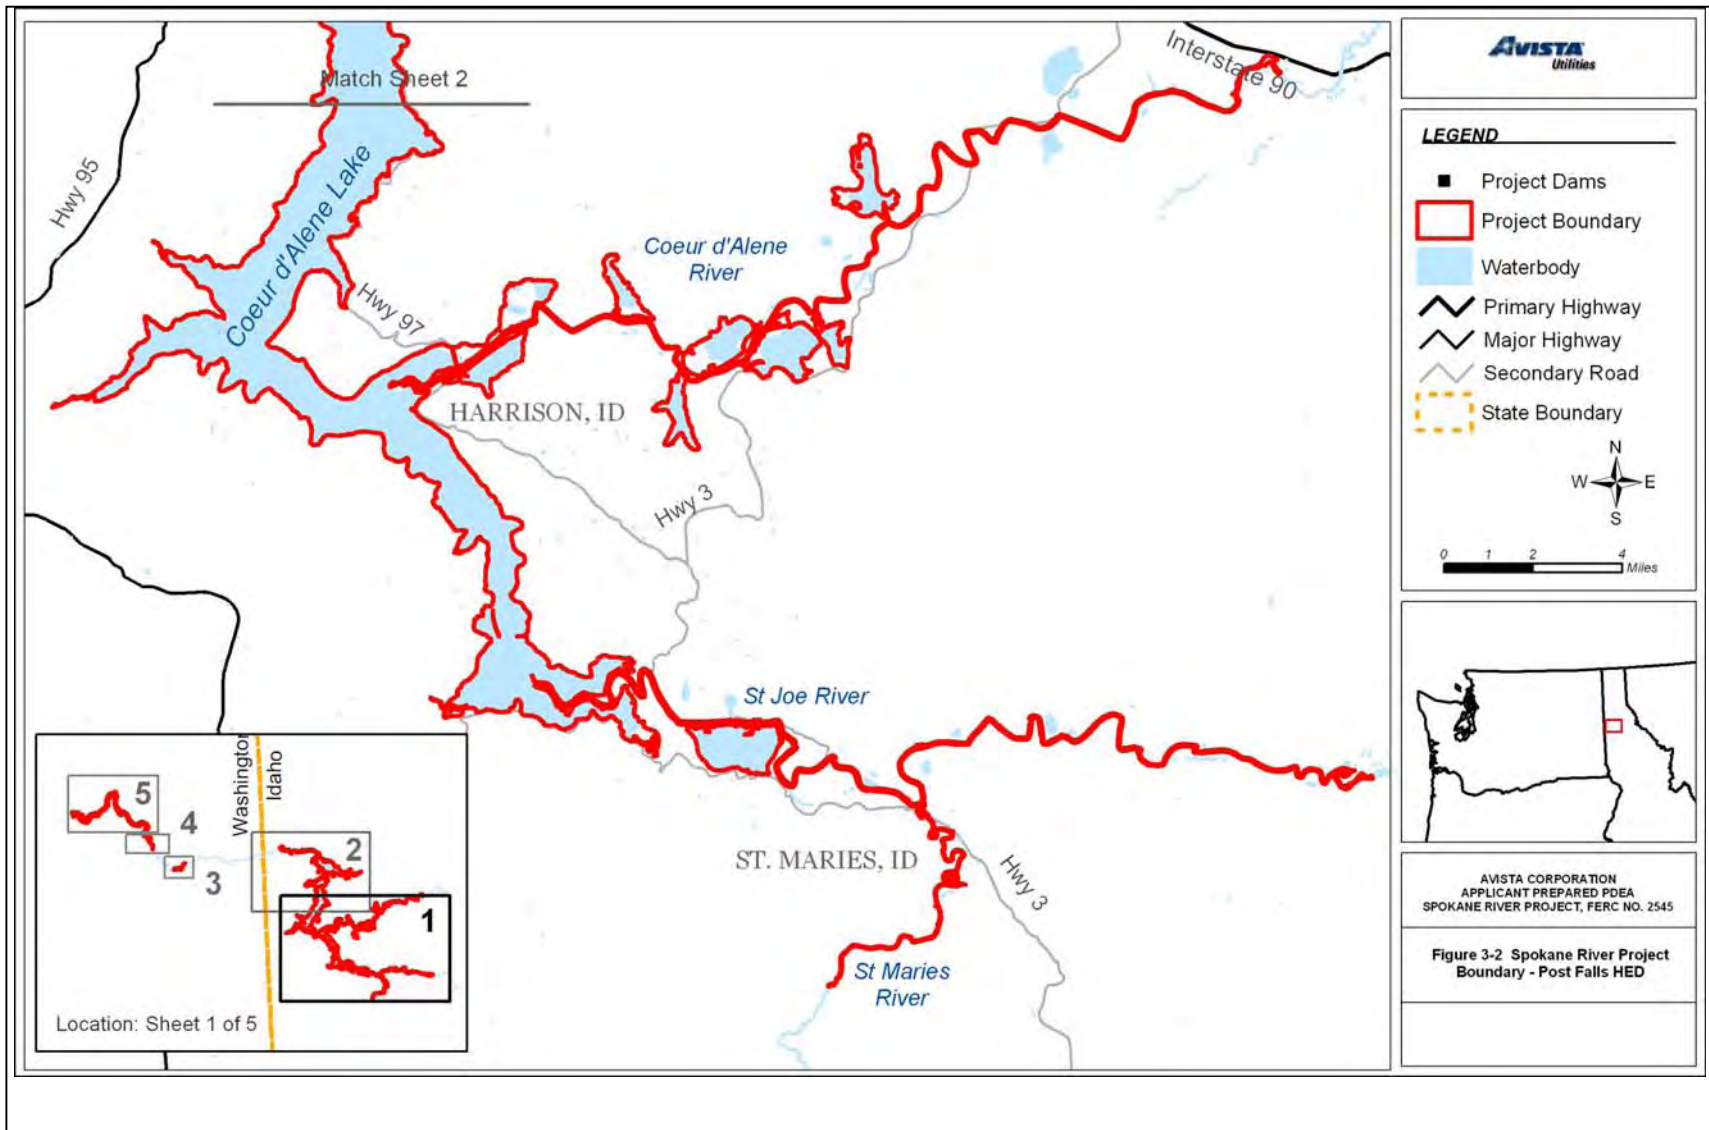 Match Sheet 2
Interstate 90
Hwy 95
Coeur d'Alene Lake
Coeur d'Alene
River
Hwy 97
HARRISON, ID
Hwy 3
St Joe River
ST. MARIES, ID
Hwy 3
St Maries
River
Washington
Idaho
5
4
3
2
1
Location: Sheet 1 of 5
AVISTA
Utilities
LEGEND
Project Dams
Project Boundary
Waterbody
Primary Highway
Major Highway
Secondary Road
State Boundary
N
W E
S
0 1 2 4
Miles
AVISTA CORPORATION
APPLICANT PREPARED PDEA
SPOKANE RIVER PROJECT, FERC NO. 2545
Figure 3-2 Spokane River Project
Boundary - Post Falls HED